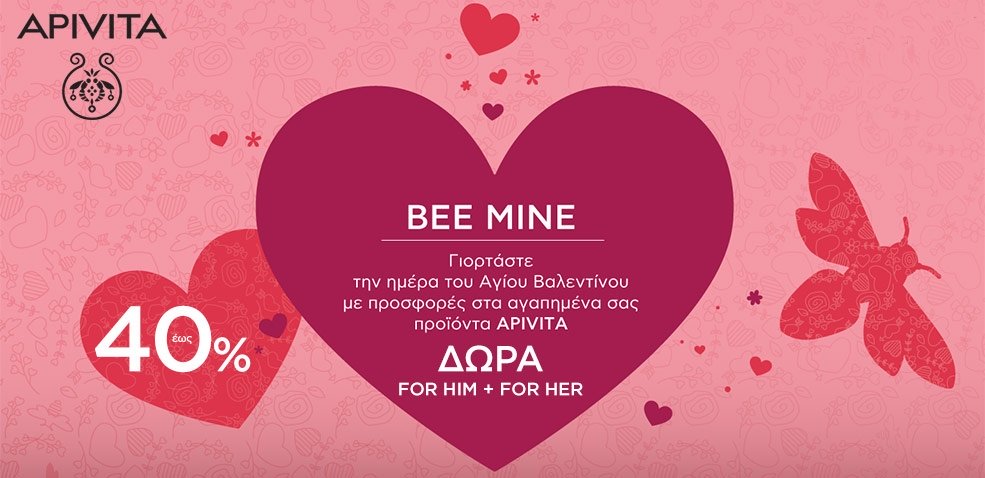 APIVITA
BEE MINE
Γιορτάστε
την ημέρα του Αγίου Βαλεντίνου
με προσφορές στα αγαπημένα σας
προϊόντα APIVITA
ΔΩΡΑ
FOR HIM + FOR HER
έως
40%